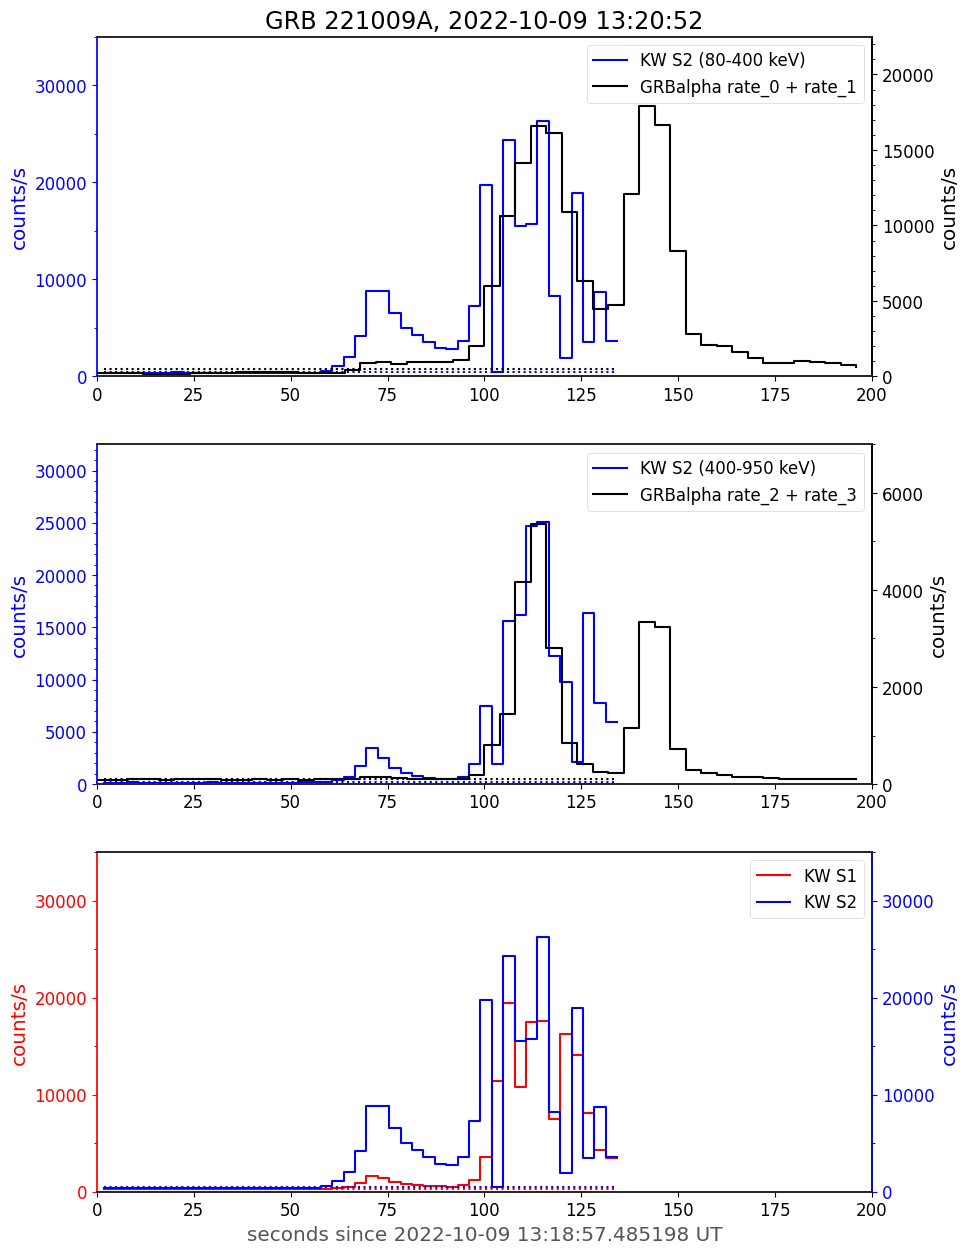 GRB 221009A, 2022-10-09 13:20:52
KW S2 (80-400 keV)
GRBalpha rate_0 + rate_1
30000
20000
10000
0
counts/s
20000
15000
10000
5000
0
counts/s
0 25 50 75 100 125 150 175 200
KW S2 (400-950 keV)
GRBalpha rate_2 + rate_3
30000
25000
20000
15000
10000
5000
0
counts/s
6000
4000
2000
0
counts/s
0 25 50 75 100 125 150 175 200
KW S1
KW S2
30000
20000
10000
0
counts/s
30000
20000
10000
0
counts/s
0 25 50 75 100 125 150 175 200
seconds since 2022-10-09 13:18:57.485198 UT